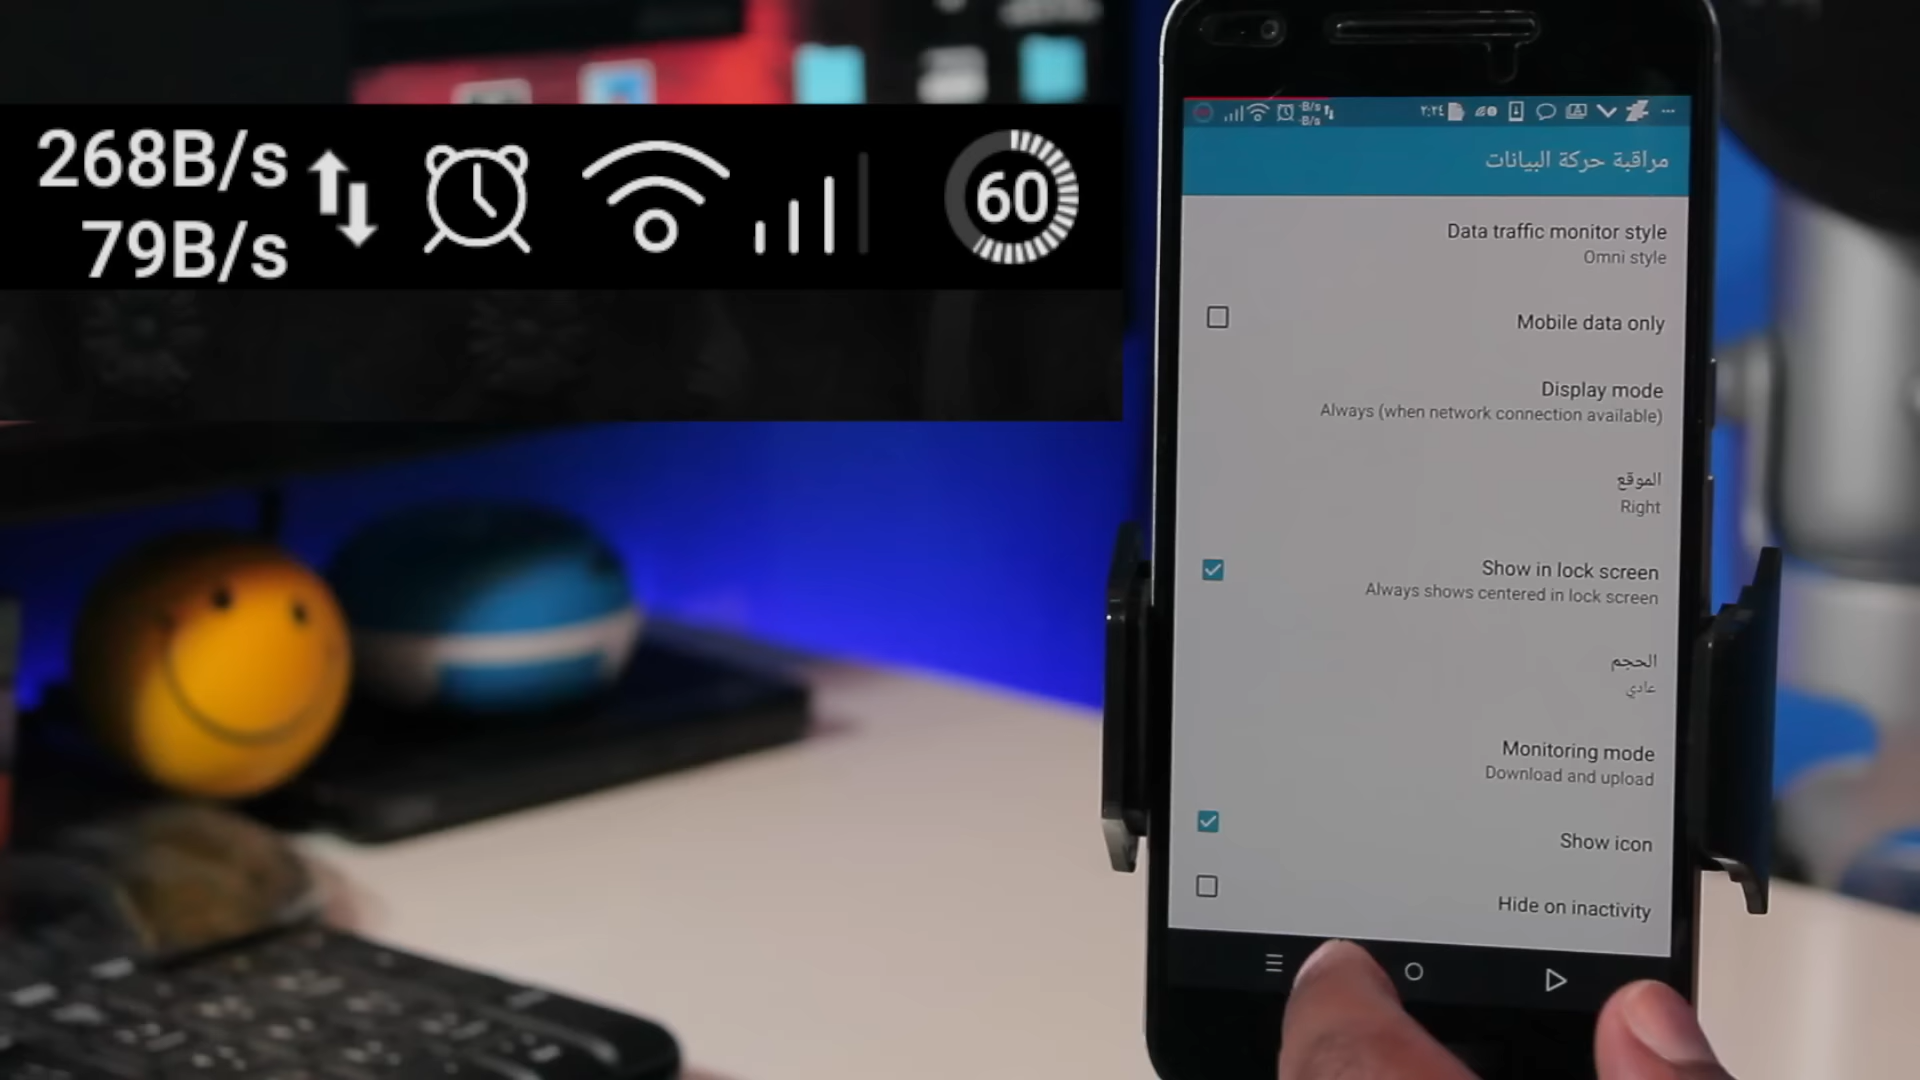 268B/s
79B/s
60
-B/s
-B/s
٢:٢٤
مراقبة حركة البيانات
Data traffic monitor style
Omni style
Mobile data only
Display mode
Always (when network connection available)
الموقع
Right
Show in lock screen
Always shows centered in lock screen
الحجم
عادي
Monitoring mode
Download and upload
Show icon
Hide on inactivity